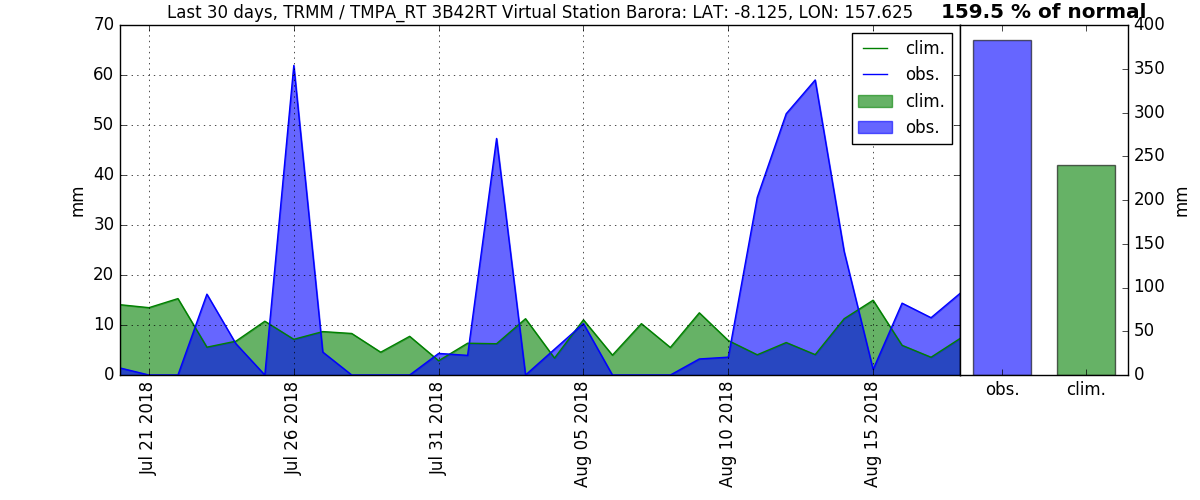 Last 30 days, TRMM / TMPA_RT 3B42RT Virtual Station Barora: LAT: -8.125, LON: 157.625
159.5 % of normal
70
60
50
40
30
20
10
0
mm
clim.
obs.
clim.
obs.
Jul 21 2018
Jul 26 2018
Jul 31 2018
Aug 05 2018
Aug 10 2018
Aug 15 2018
400
350
300
250
200
150
100
50
0
mm
obs.
clim.